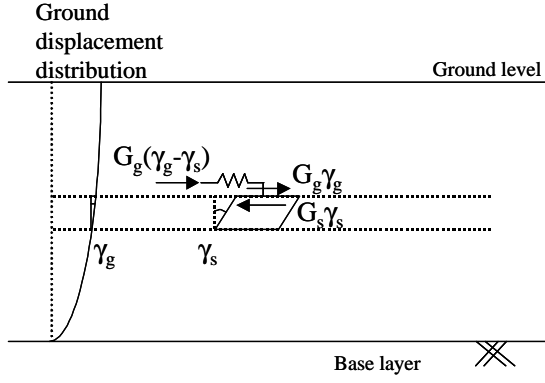 Ground
displacement
distribution
Ground level
G_g(γ_g-γ_s)
G_gγ_g
G_sγ_s
γ_g
γ_s
Base layer